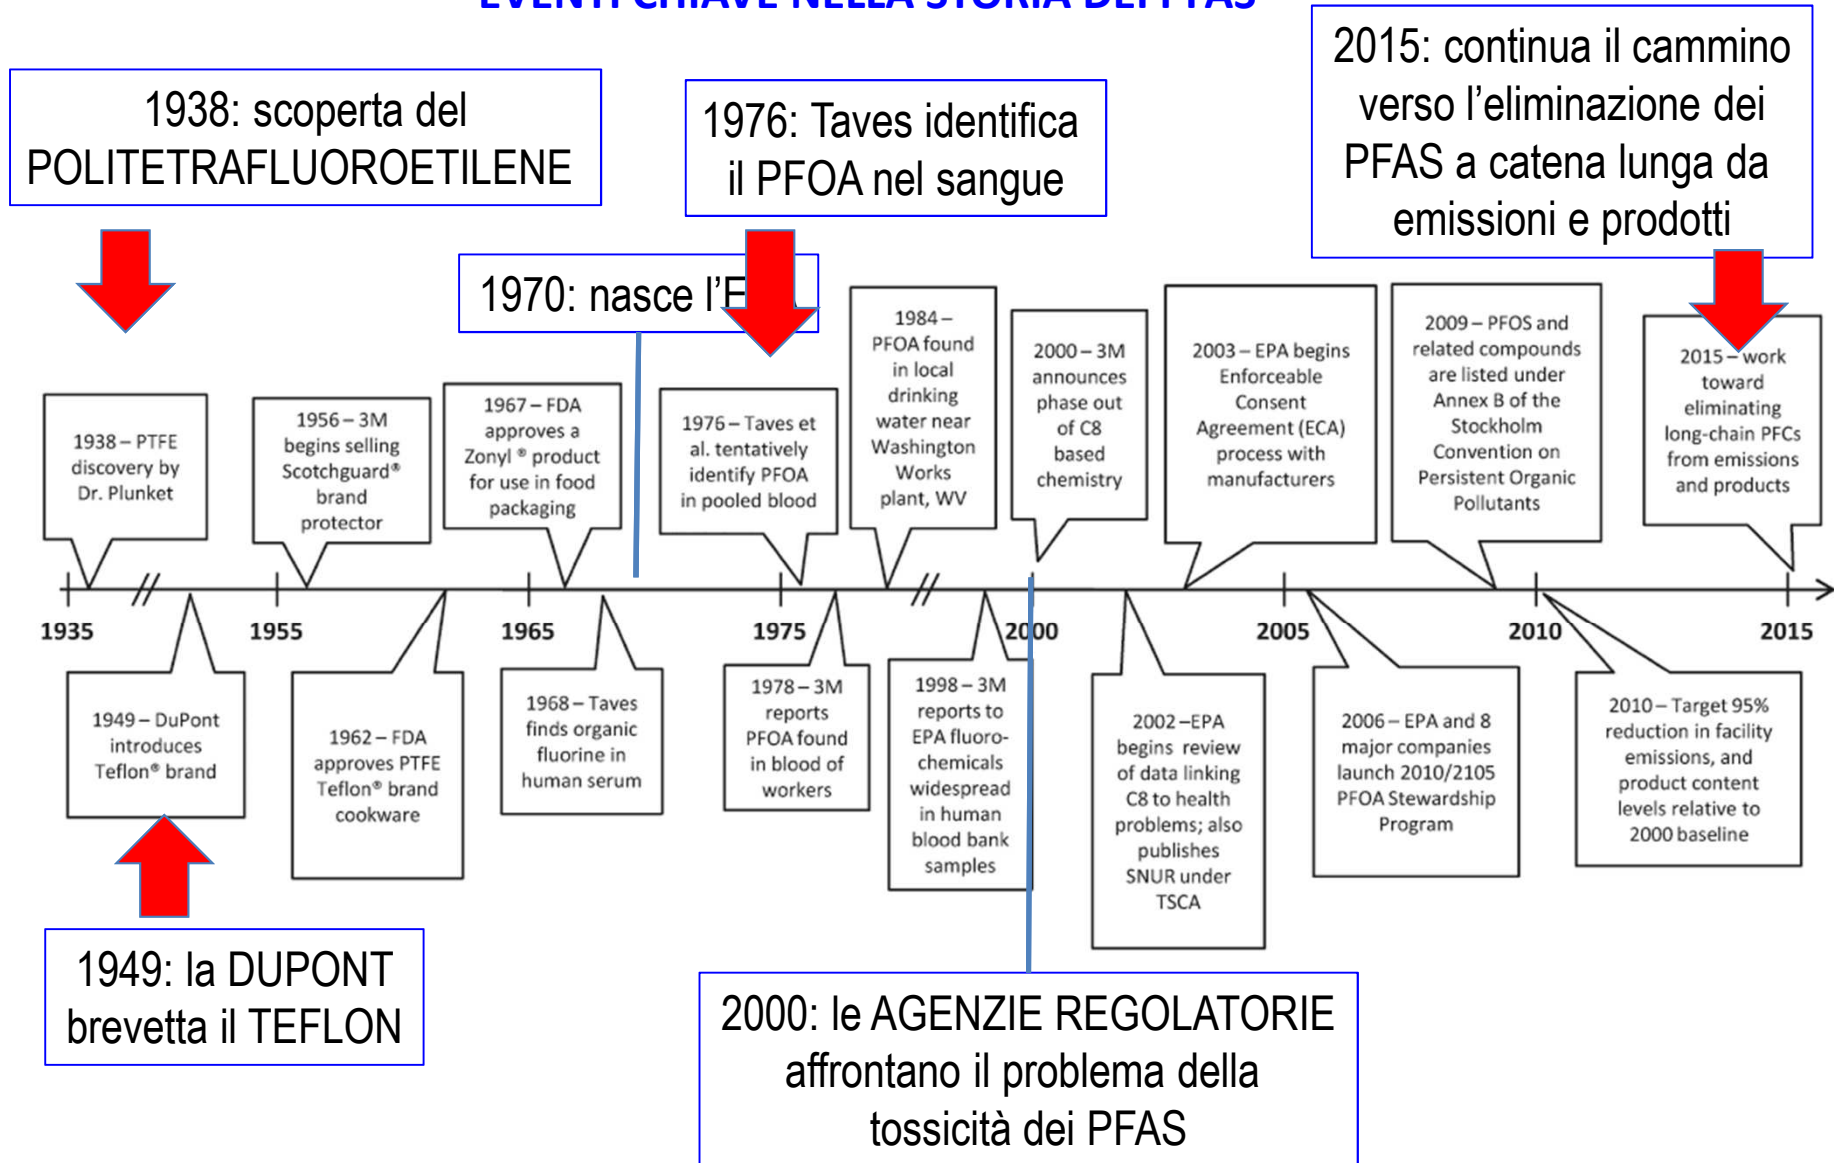 EVENTI CHIAVE NELLA STORIA DEI PFAS
1938: scoperta del
POLITETRAFLUOROETILENE
1976: Taves identifica
il PFOA nel sangue
2015: continua il cammino
verso l'eliminazione dei
PFAS a catena lunga da
emissioni e prodotti
1970: nasce
1938 – PTFE
discovery by
Dr. Plunket
1956 – 3M
begins selling
Scotchguard®
brand
protector
1967 – FDA
approves a
Zonyl ® product
for use in food
packaging
1976 – Taves et
al. tentatively
identify PFOA
in pooled blood
1984 –
PFOA found
in local
drinking
water near
Washington
Works
plant, WV
2000 – 3M
announces
phase out
of C8
based
chemistry
2003 – EPA begins
Enforceable
Consent
Agreement (ECA)
process with
manufacturers
2009 – PFOS and
related compounds
are listed under
Annex B of the
Stockholm
Convention on
Persistent Organic
Pollutants
2015 – work
toward
eliminating
long-chain PFCs
from emissions
and products
1935
1955
1965
1975
2000
2005
2010
2015
1949 – DuPont
introduces
Teflon® brand
1962 – FDA
approves PTFE
Teflon® brand
cookware
1968 – Taves
finds organic
fluorine in
human serum
1978 – 3M
reports
PFOA found
in blood of
workers
1998 – 3M
reports to
EPA fluoro-
chemicals
widespread
in human
blood bank
samples
2002 –EPA
begins review
of data linking
C8 to health
problems; also
publishes
SNUR under
TSCA
2006 – EPA and 8
major companies
launch 2010/2105
PFOA Stewardship
Program
2010 – Target 95%
reduction in facility
emissions, and
product content
levels relative to
2000 baseline
1949: la DUPONT
brevetta il TEFLON
2000: le AGENZIE REGOLATORIE
affrontano il problema della
tossicità dei PFAS